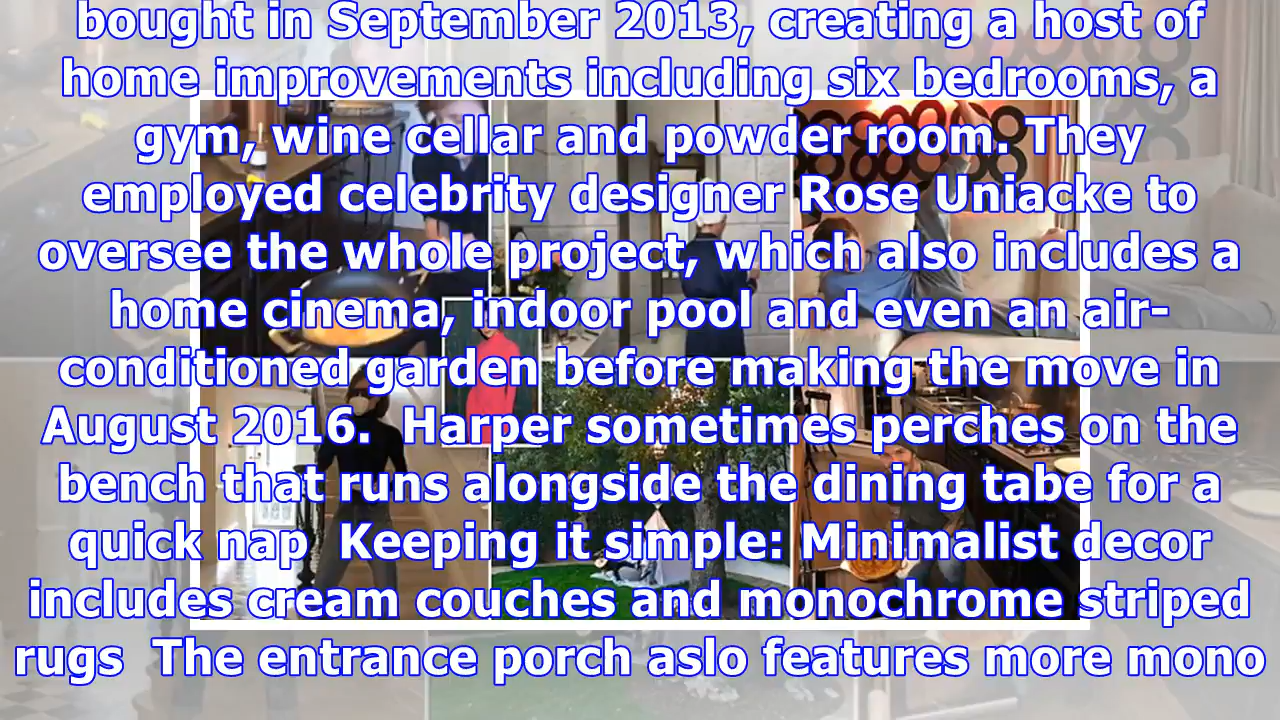 bought in September 2013, creating a host of
home improvements including six bedrooms, a
gym, wine cellar and powder room. They
employed celebrity designer Rose Uniacke to
oversee the whole project, which also includes a
home cinema, indoor pool and even an air-
conditioned garden before making the move in
August 2016.  Harper sometimes perches on the
bench that runs alongside the dining tabe for a
quick nap  Keeping it simple: Minimalist decor
includes cream couches and monochrome striped
rugs  The entrance porch aslo features more mono